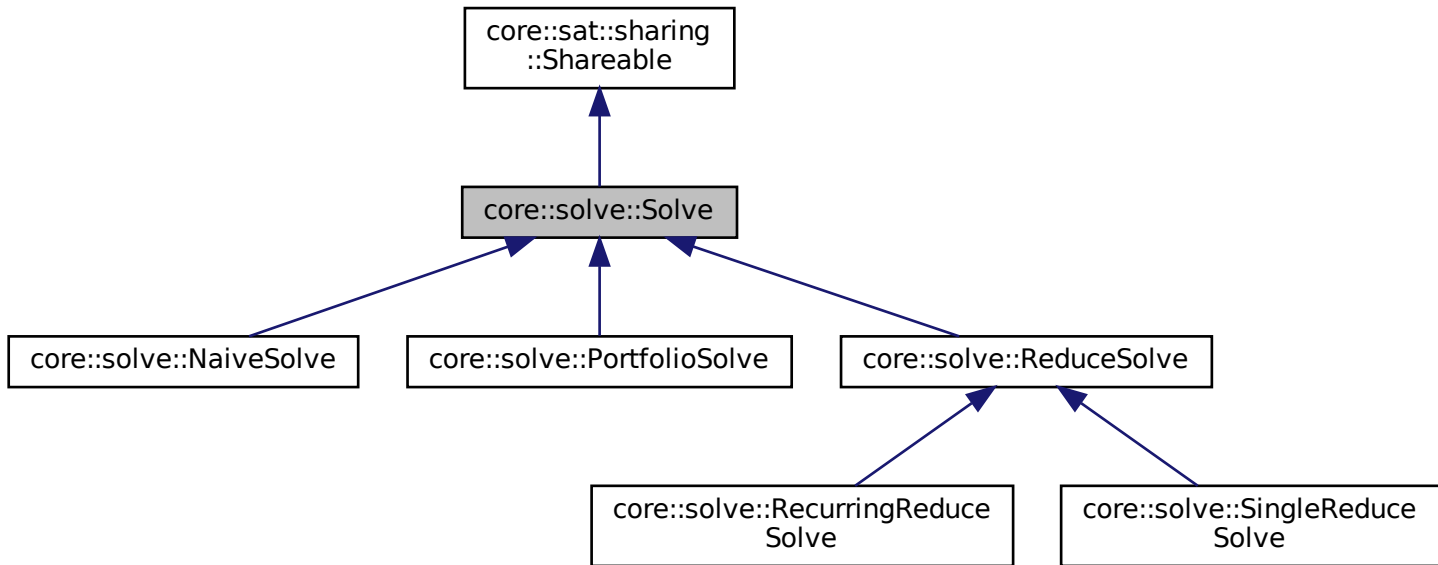 core::sat::sharing
::Shareable
core::solve::Solve
core::solve::NaiveSolve
core::solve::PortfolioSolve
core::solve::ReduceSolve
core::solve::RecurringReduce
Solve
core::solve::SingleReduce
Solve